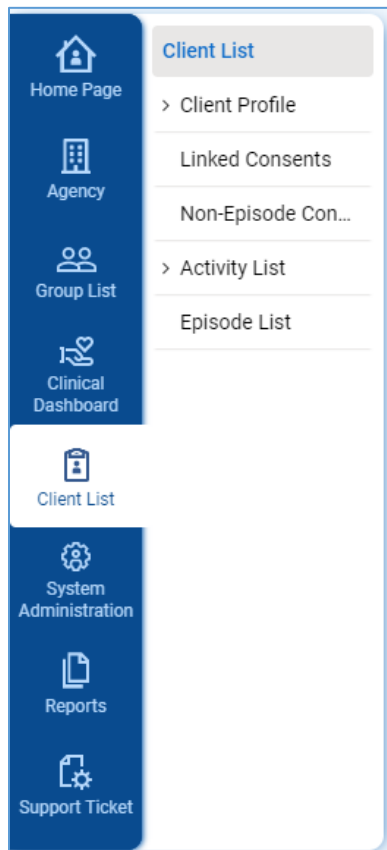 Home Page
Agency
Group List
Clinical
Dashboard
Client List
System
Administration
Reports
Support Ticket
Client List
Client Profile
Linked Consents
Non-Episode Con...
Activity List
Episode List